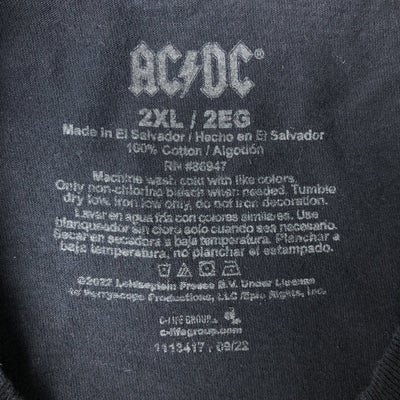 AC⚡DC®
2XL / 2EG
Made in El Salvador / Hecho en El Salvador
100% Cotton / Algodón
RN #86947
Machine wash cold with like colors.
Only non-chlorine bleach when needed. Tumble
dry low, iron low only, do not iron decoration.
Lavar en agua fria con colores similares. Use
blanqueador sin cloro solo cuando sea necesario.
Secar en secadora a baja temperatura. Planchar a
baja temperatura, no planchar el estampado.
©2022 Leidseplein Presse B.V. Under License
to Perryscope Productions, LLC /Epic Rights, Inc.
C-LIFE GROUP
c-lifegroup.com
1113417 09/22